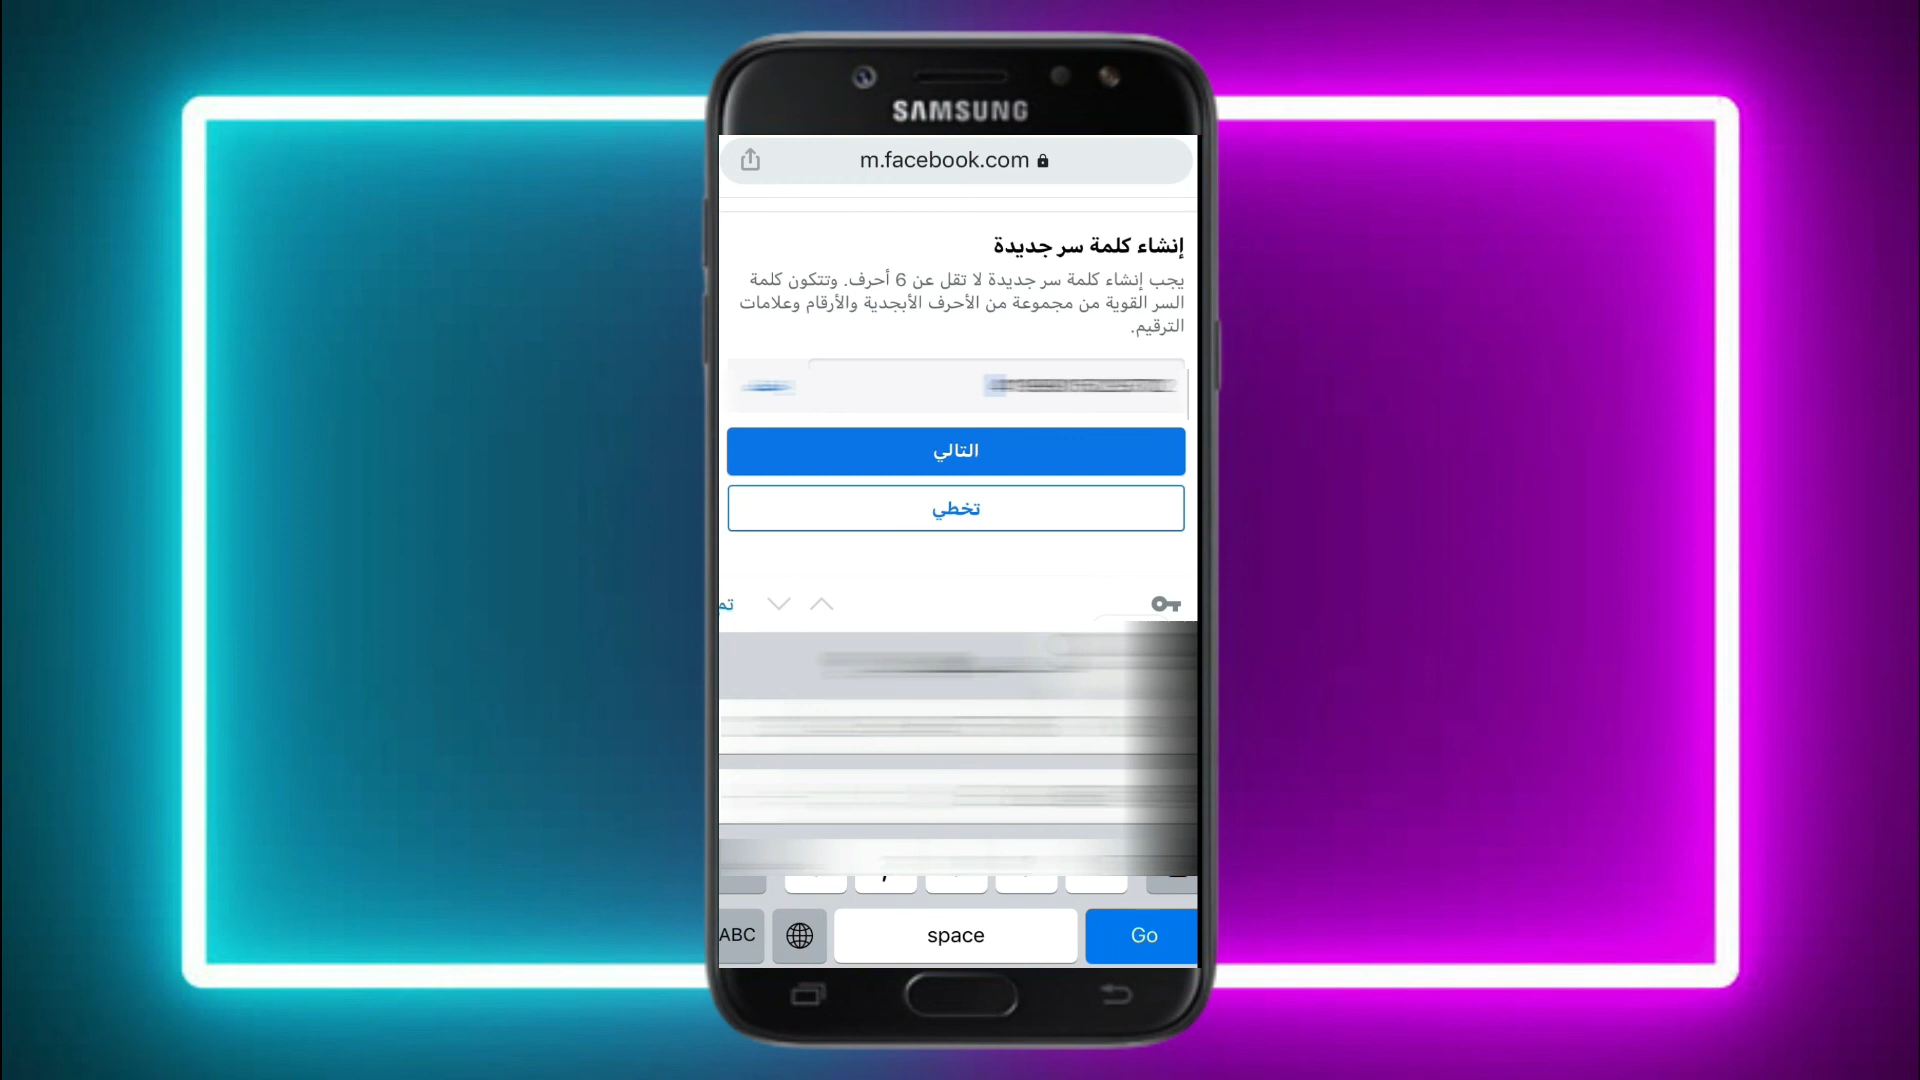 SAMSUNG
m.facebook.com
إنشاء كلمة سر جديدة
يجب إنشاء كلمة سر جديدة لا تقل عن 6 أحرف. وتتكون كلمة
السر القوية من مجموعة من الأحرف الأبجدية والأرقام وعلامات
الترقيم.
التالي
تخطي
ABC
space
Go